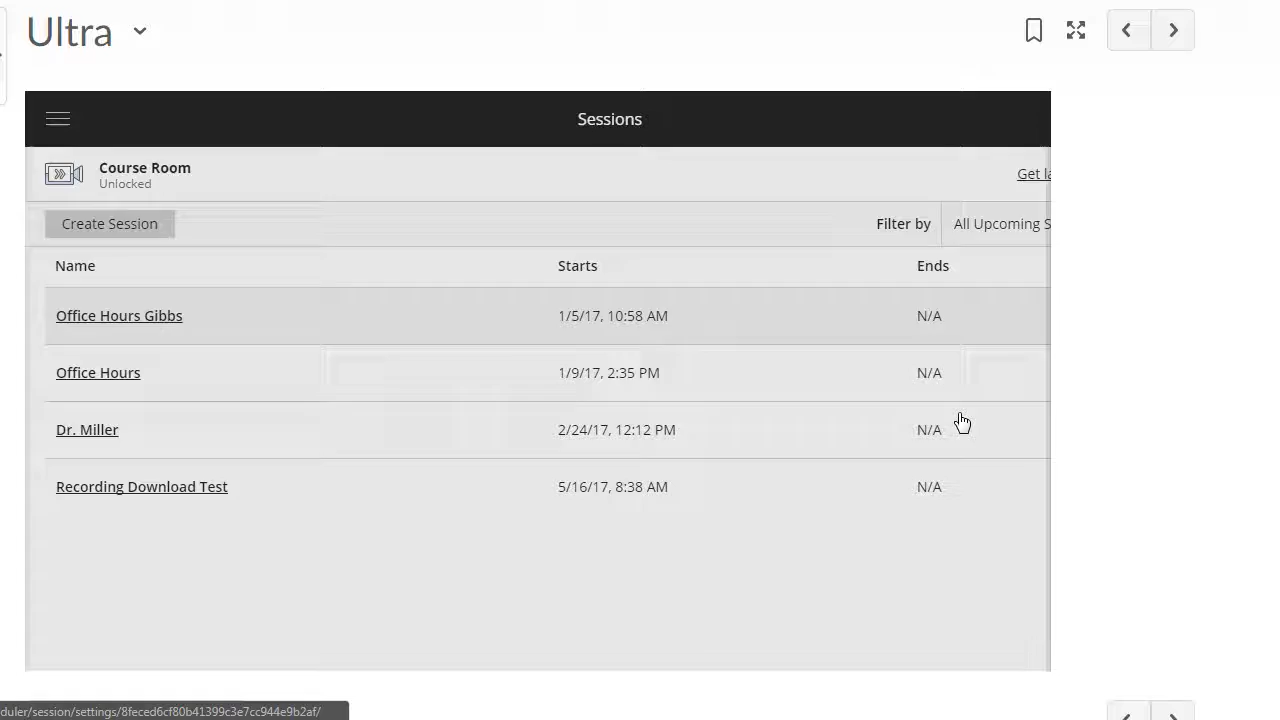 Ultra
Sessions
Course Room
Unlocked
Get la
Create Session
Filter by
All Upcoming S
Name Starts Ends
Office Hours Gibbs 1/5/17, 10:58 AM N/A
Office Hours 1/9/17, 2:35 PM N/A
Dr. Miller 2/24/17, 12:12 PM N/A
Recording Download Test 5/16/17, 8:38 AM N/A
duler/session/settings/8feced6cf80b41399c3e7cc944e9b2af/